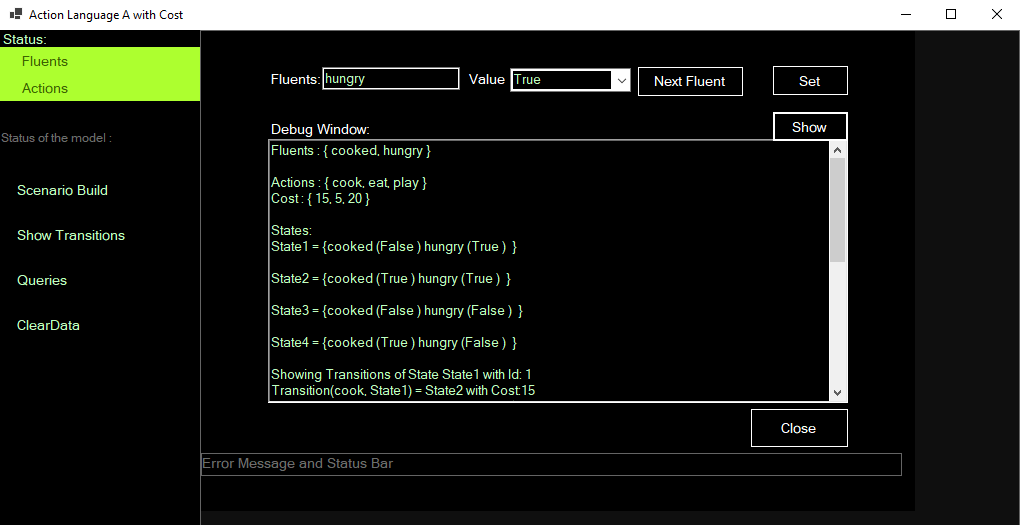 Action Language A with Cost
Status:
Fluents
Actions
Status of the model :
Scenario Build
Show Transitions
Queries
ClearData
Fluents: hungry Value True Next Fluent Set
Debug Window: Show
Fluents : { cooked, hungry }
Actions : { cook, eat, play }
Cost : { 15, 5, 20 }
States:
State1 = {cooked (False ) hungry (True )  }
State2 = {cooked (True ) hungry (True )  }
State3 = {cooked (False ) hungry (False )  }
State4 = {cooked (True ) hungry (False )  }
Showing Transitions of State State1 with Id: 1
Transition(cook, State1) = State2 with Cost:15
Close
Error Message and Status Bar